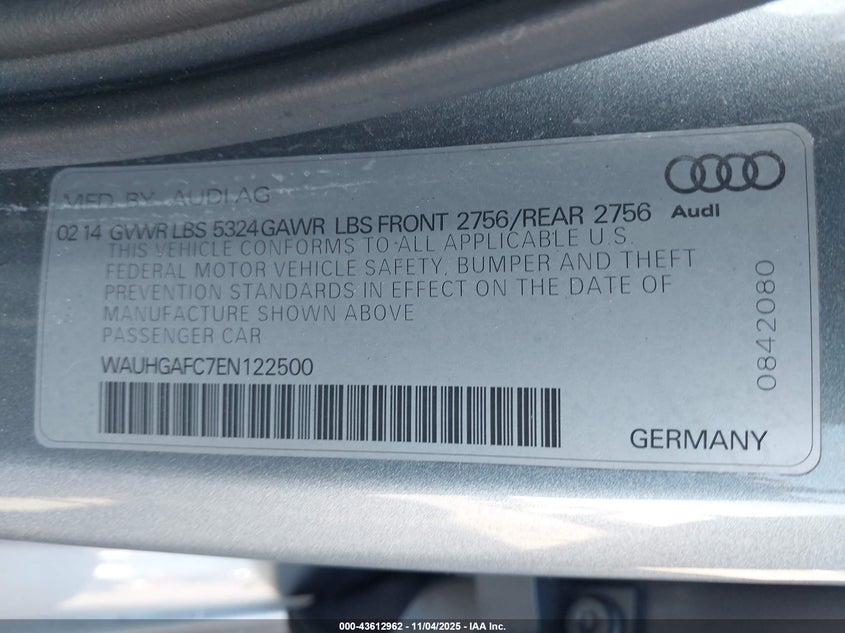 MFD BY AUDI AG
02 14 GVWR LBS 5324 GAWR LBS FRONT 2756/REAR 2756
THIS VEHICLE CONFORMS TO ALL APPLICABLE U.S.
FEDERAL MOTOR VEHICLE SAFETY, BUMPER AND THEFT
PREVENTION STANDARDS IN EFFECT ON THE DATE OF
MANUFACTURE SHOWN ABOVE
PASSENGER CAR
WAUHGAFC7EN122500
Audi
0842080
GERMANY
000-43612962 - 11/04/2025 - IAA Inc.